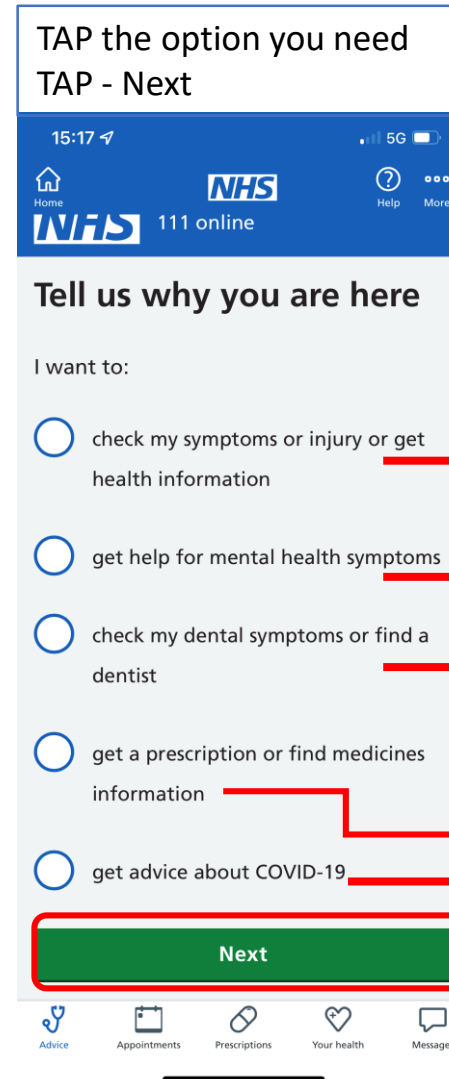 TAP the option you need
TAP - Next
15:17 5G
NHS
Home Help More
NHS 111 online
Tell us why you are here
I want to:
check my symptoms or injury or get
health information
get help for mental health symptoms
check my dental symptoms or find a
dentist
get a prescription or find medicines
information
get advice about COVID-19
Next
Advice Appointments Prescriptions Your health Message